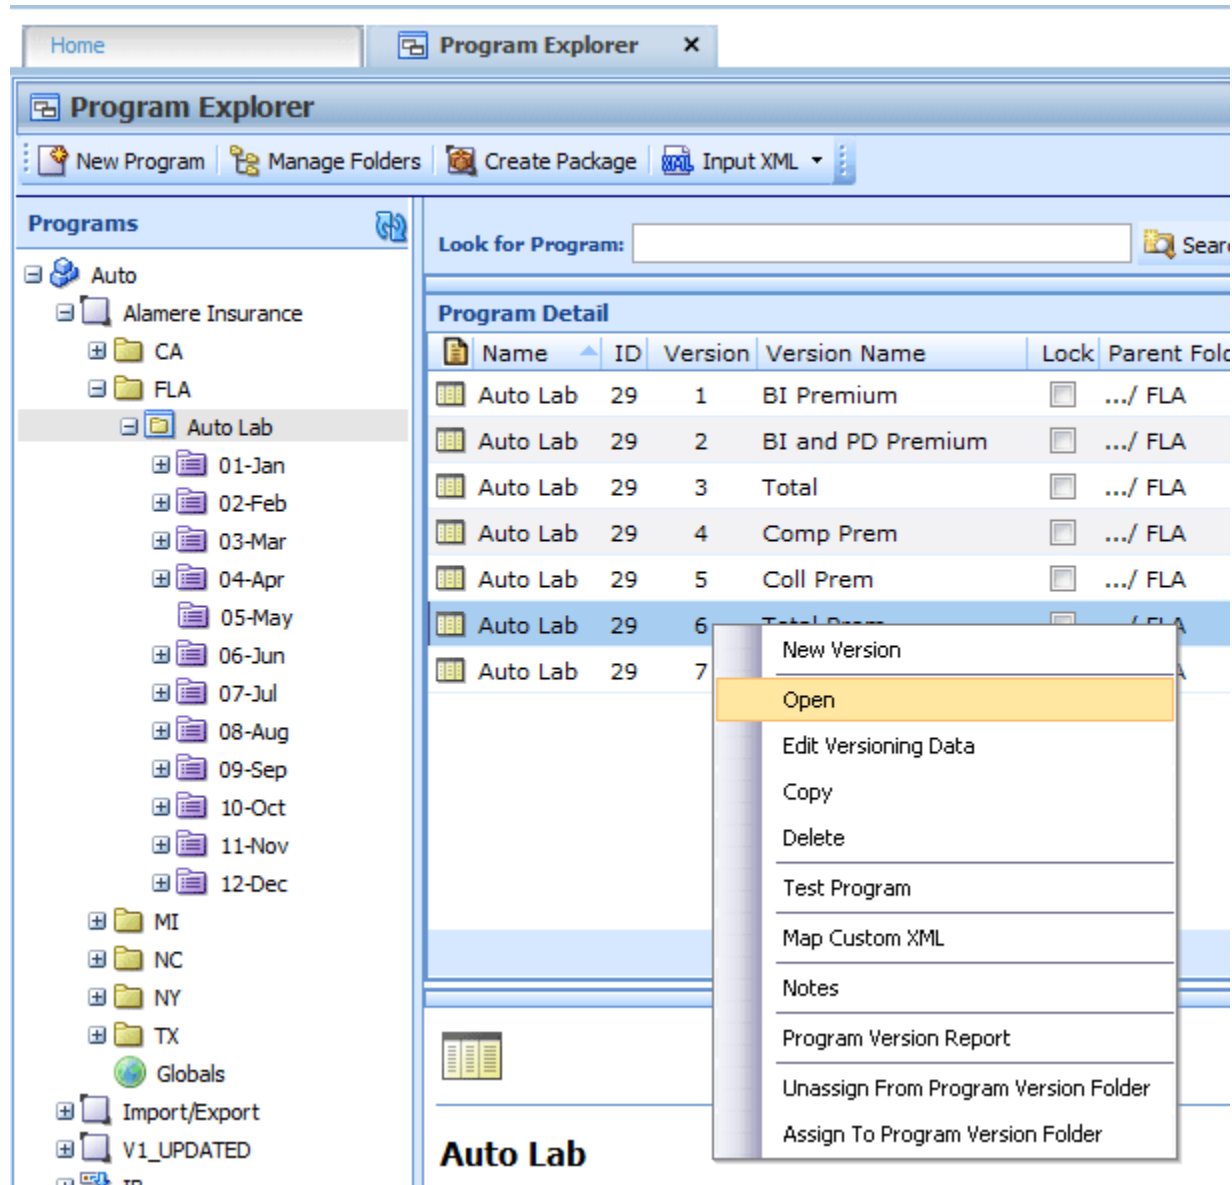 Home
Program Explorer
Program Explorer
New Program Manage Folders Create Package Input XML
Programs
Look for Program:
Auto
Alamere Insurance
CA
FLA
Auto Lab
01-Jan
02-Feb
03-Mar
04-Apr
05-May
06-Jun
07-Jul
08-Aug
09-Sep
10-Oct
11-Nov
12-Dec
MI
NC
NY
TX
Globals
Import/Export
V1_UPDATED
Program Detail
Name ID Version Version Name Lock Parent
Auto Lab 29 1 BI Premium .../ FLA
Auto Lab 29 2 BI and PD Premium .../ FLA
Auto Lab 29 3 Total .../ FLA
Auto Lab 29 4 Comp Prem .../ FLA
Auto Lab 29 5 Coll Prem .../ FLA
Auto Lab 29 6 Total Prem / FLA
Auto Lab 29 7
New Version
Open
Edit Versioning Data
Copy
Delete
Test Program
Map Custom XML
Notes
Program Version Report
Unassign From Program Version Folder
Assign To Program Version Folder
Auto Lab